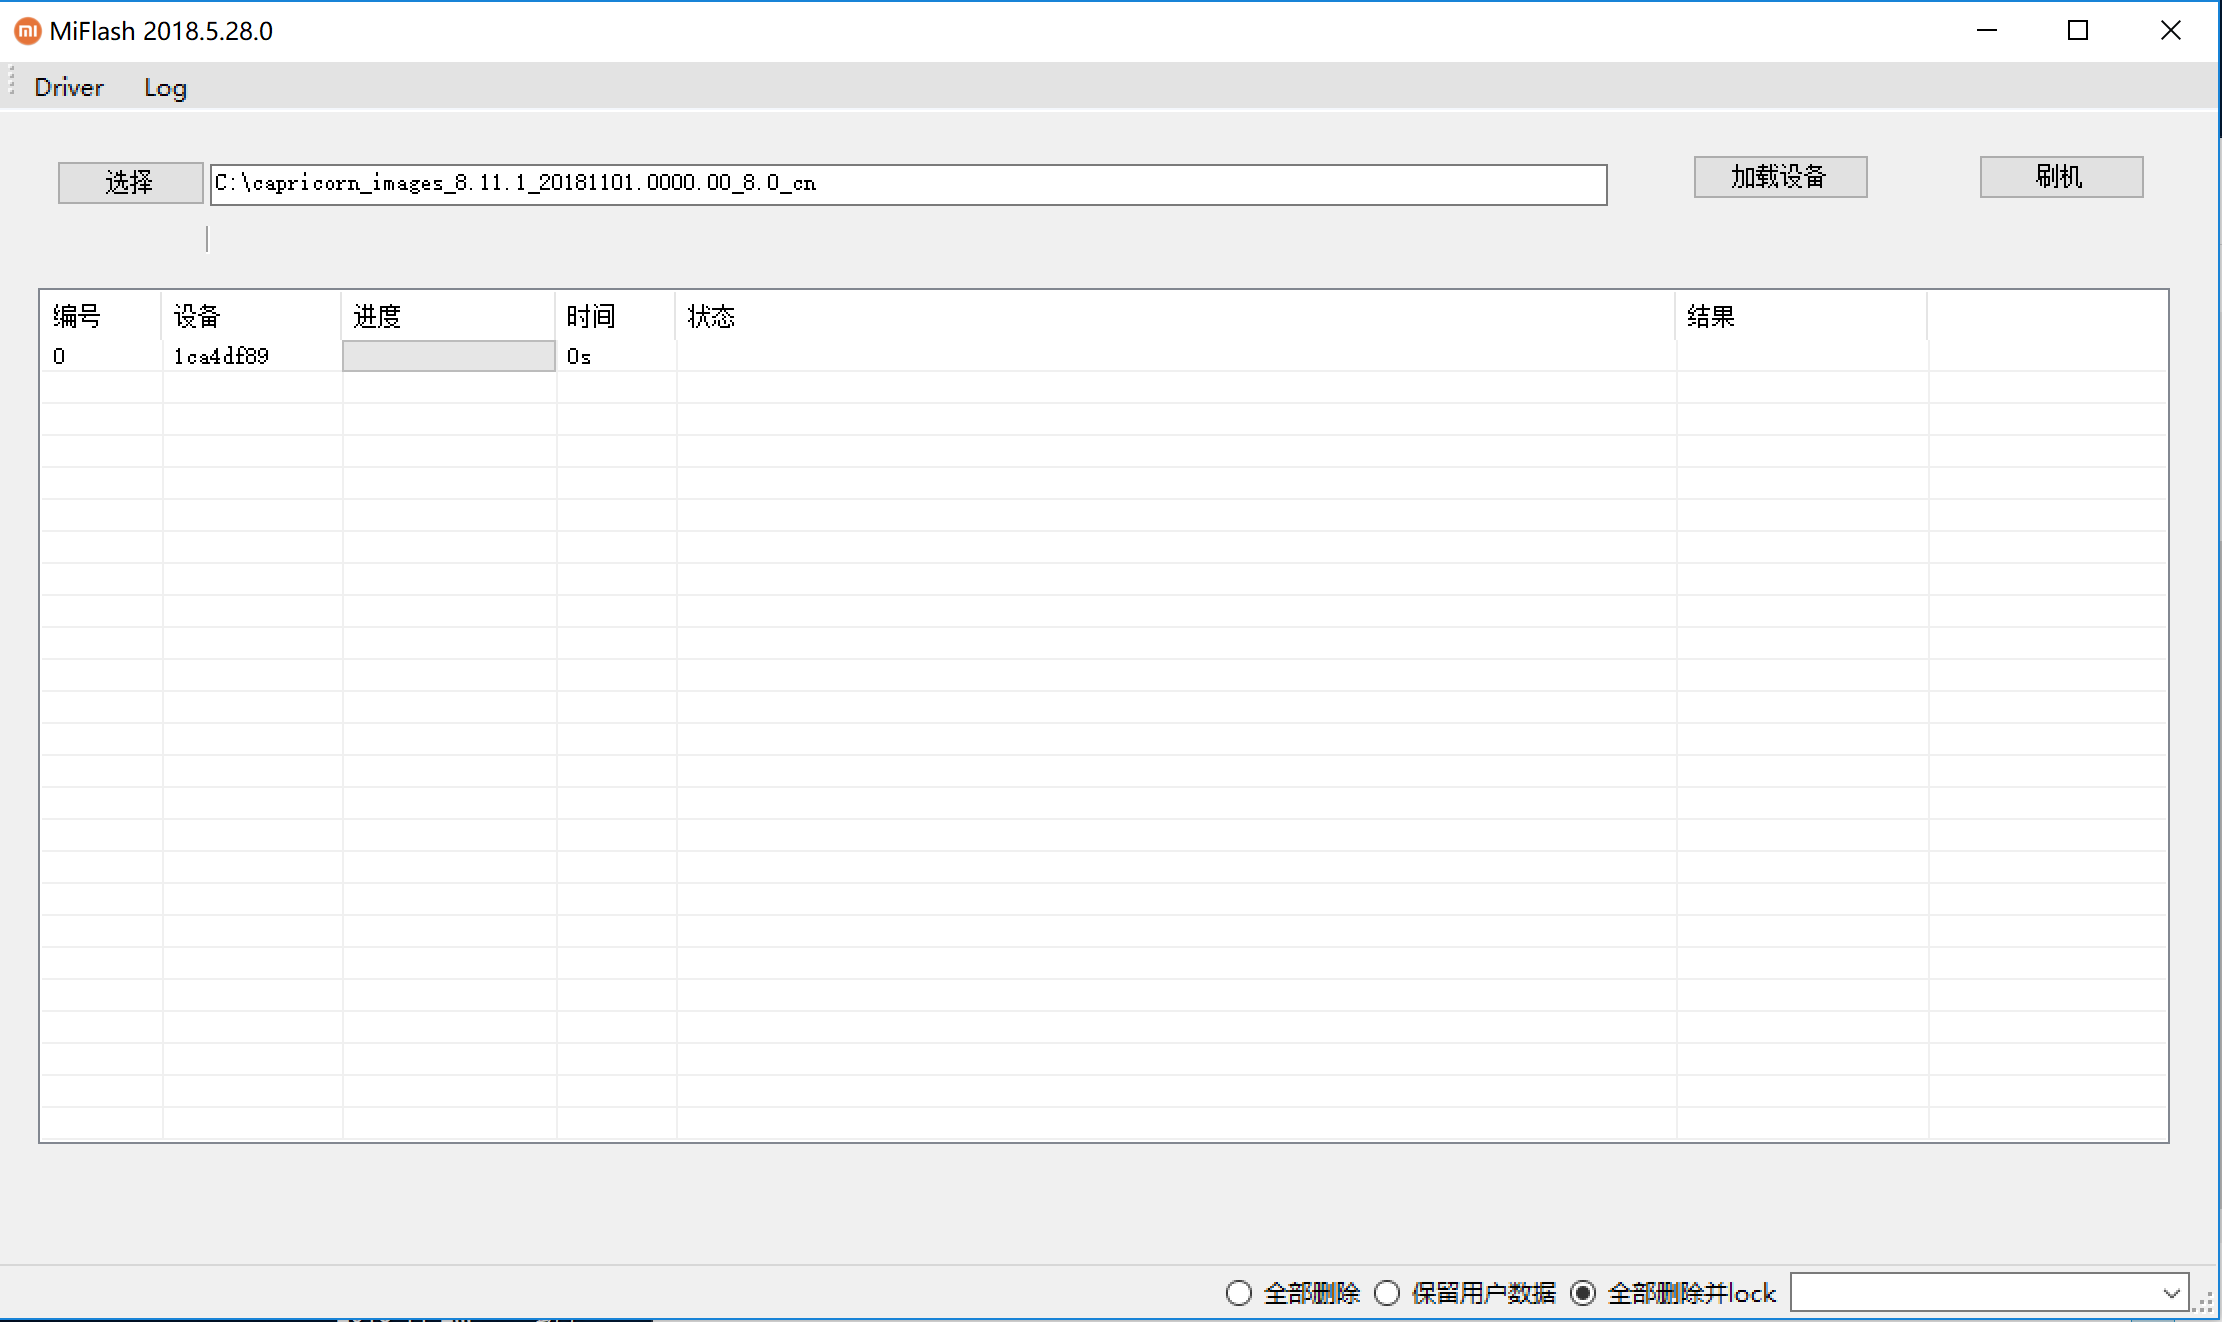 MiFlash 2018.5.28.0
Driver Log
选择 C:\capricorn_images_8.11.1_20181101.0000.00_8.0_cn 加载设备 刷机
编号 设备 进度 时间 状态 结果
0 1ca4df89 0s
全部删除 保留用户数据 全部删除并lock